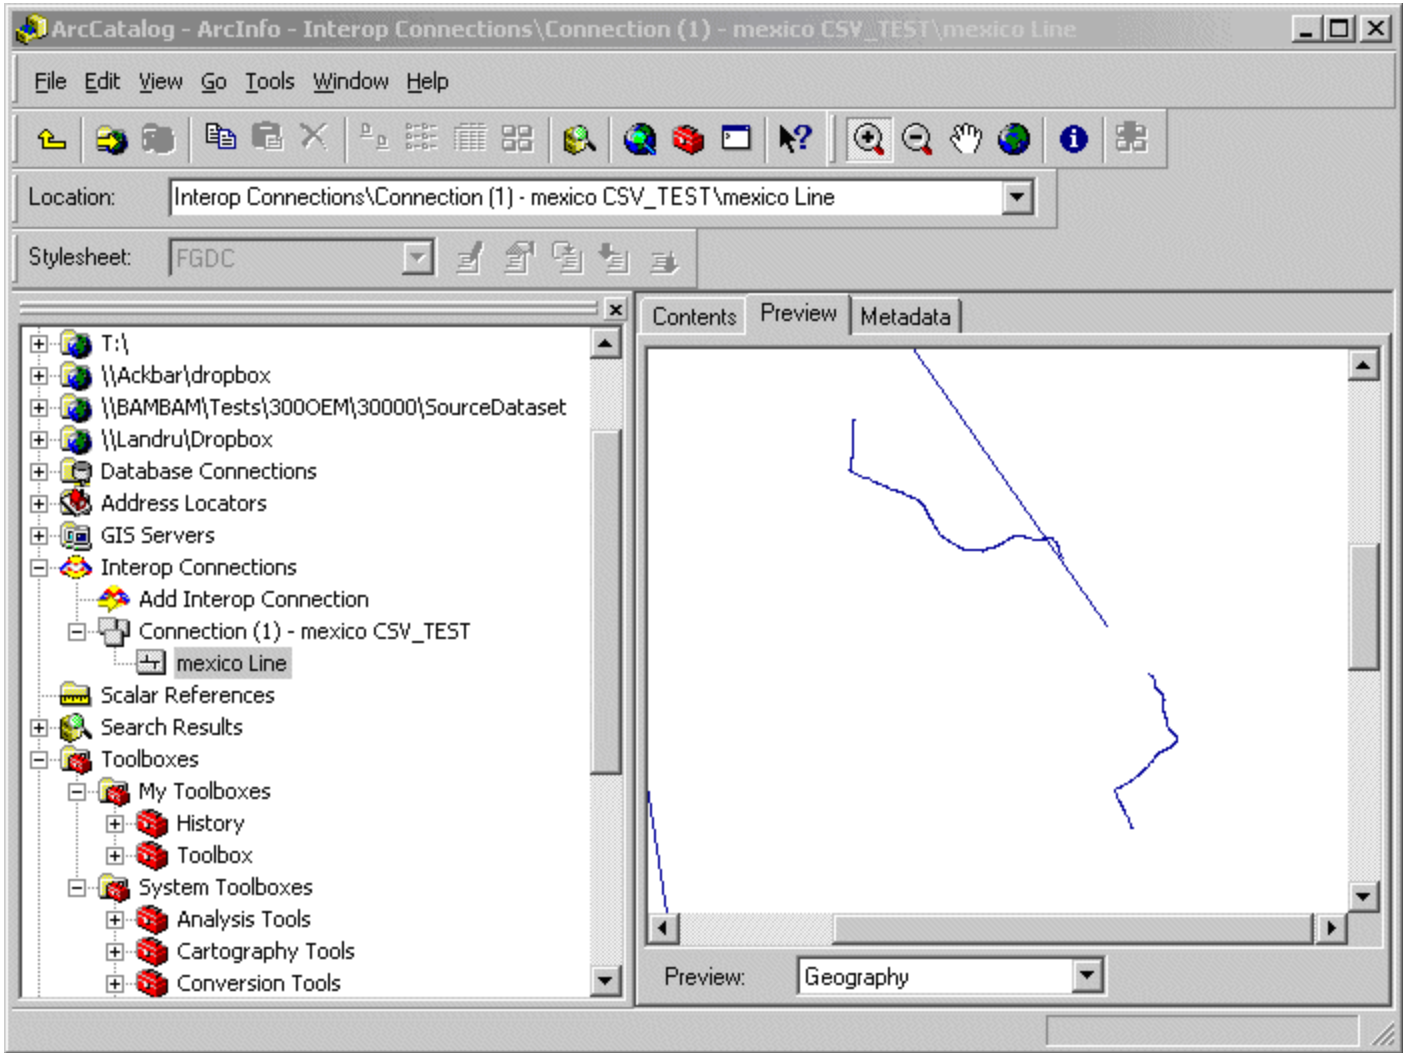 ArcCatalog - ArcInfo - Interop Connections\Connection (1) - mexico CSV_TEST\mexico Line
File Edit View Go Tools Window Help
Location: Interop Connections\Connection (1) - mexico CSV_TEST\mexico Line
Stylesheet: FGDC
Contents Preview Metadata
T:\
\\Ackbar\dropbox
\\BAMBAM\Tests\300OEM\30000\SourceDataset
\\Landru\Dropbox
Database Connections
Address Locators
GIS Servers
Interop Connections
Add Interop Connection
Connection (1) - mexico CSV_TEST
mexico Line
Scalar References
Search Results
Toolboxes
My Toolboxes
History
Toolbox
System Toolboxes
Analysis Tools
Cartography Tools
Conversion Tools
Preview: Geography